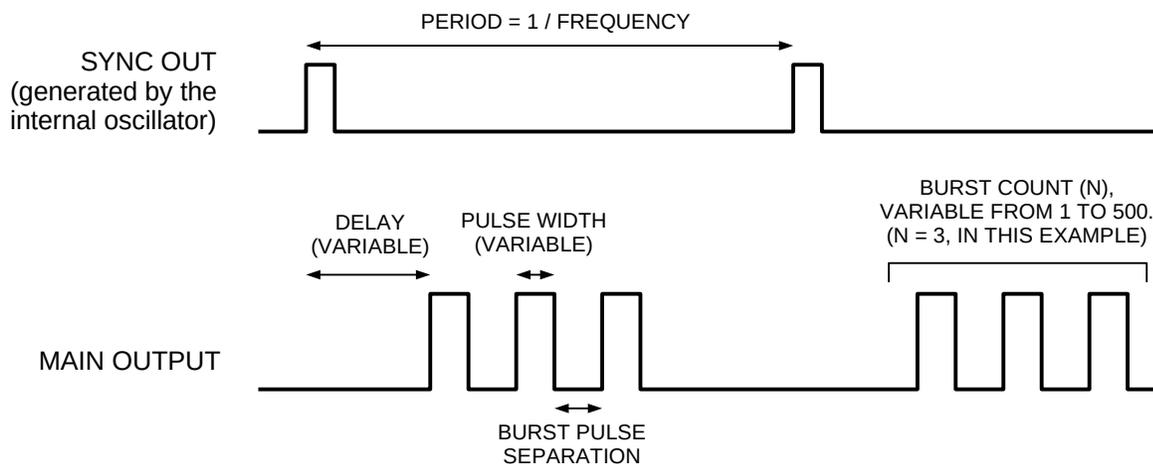 PERIOD = 1 / FREQUENCY
SYNC OUT
(generated by the
internal oscillator)
BURST COUNT (N),
VARIABLE FROM 1 TO 500.
(N = 3, IN THIS EXAMPLE)
DELAY
(VARIABLE)
PULSE WIDTH
(VARIABLE)
MAIN OUTPUT
BURST PULSE
SEPARATION